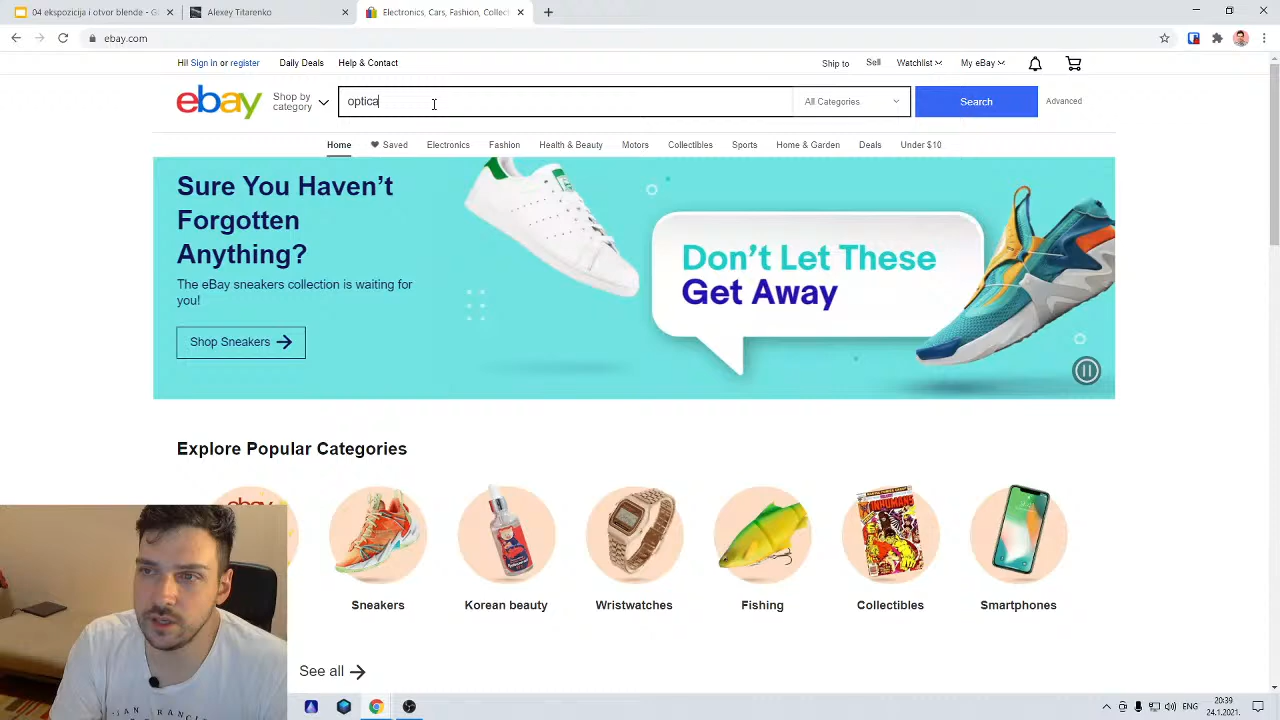 04 ekspozicija i otvor blende - G
Alexey Titarenko
Electronics, Cars, Fashion, Collect
ebay.com
Hi! Sign in or register
Daily Deals
Help & Contact
Ship to
Sell
Watchlist
My eBay
ebay
Shop by
category
optica
All Categories
Search
Advanced
Home
Saved
Electronics
Fashion
Health & Beauty
Motors
Collectibles
Sports
Home & Garden
Deals
Under $10
Sure You Haven't
Forgotten
Anything?
The eBay sneakers collection is waiting for
you!
Shop Sneakers
Don't Let These
Get Away
Explore Popular Categories
Sneakers
Korean beauty
Wristwatches
Fishing
Collectibles
Smartphones
See all
20:39
24.1.2021.